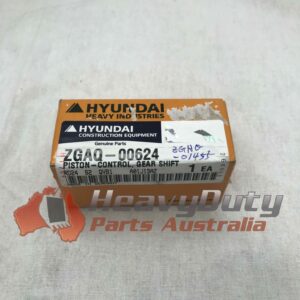 HYUNDAI
HEAVY INDUSTRIES
HYUNDAI
CONSTRUCTION EQUIPMENT
Genuine Parts
ZGAQ-00624
PISTON-CONTROL, GEAR SHIFT
1 EA
ZGAQ
HeavyDuty
Parts Australia